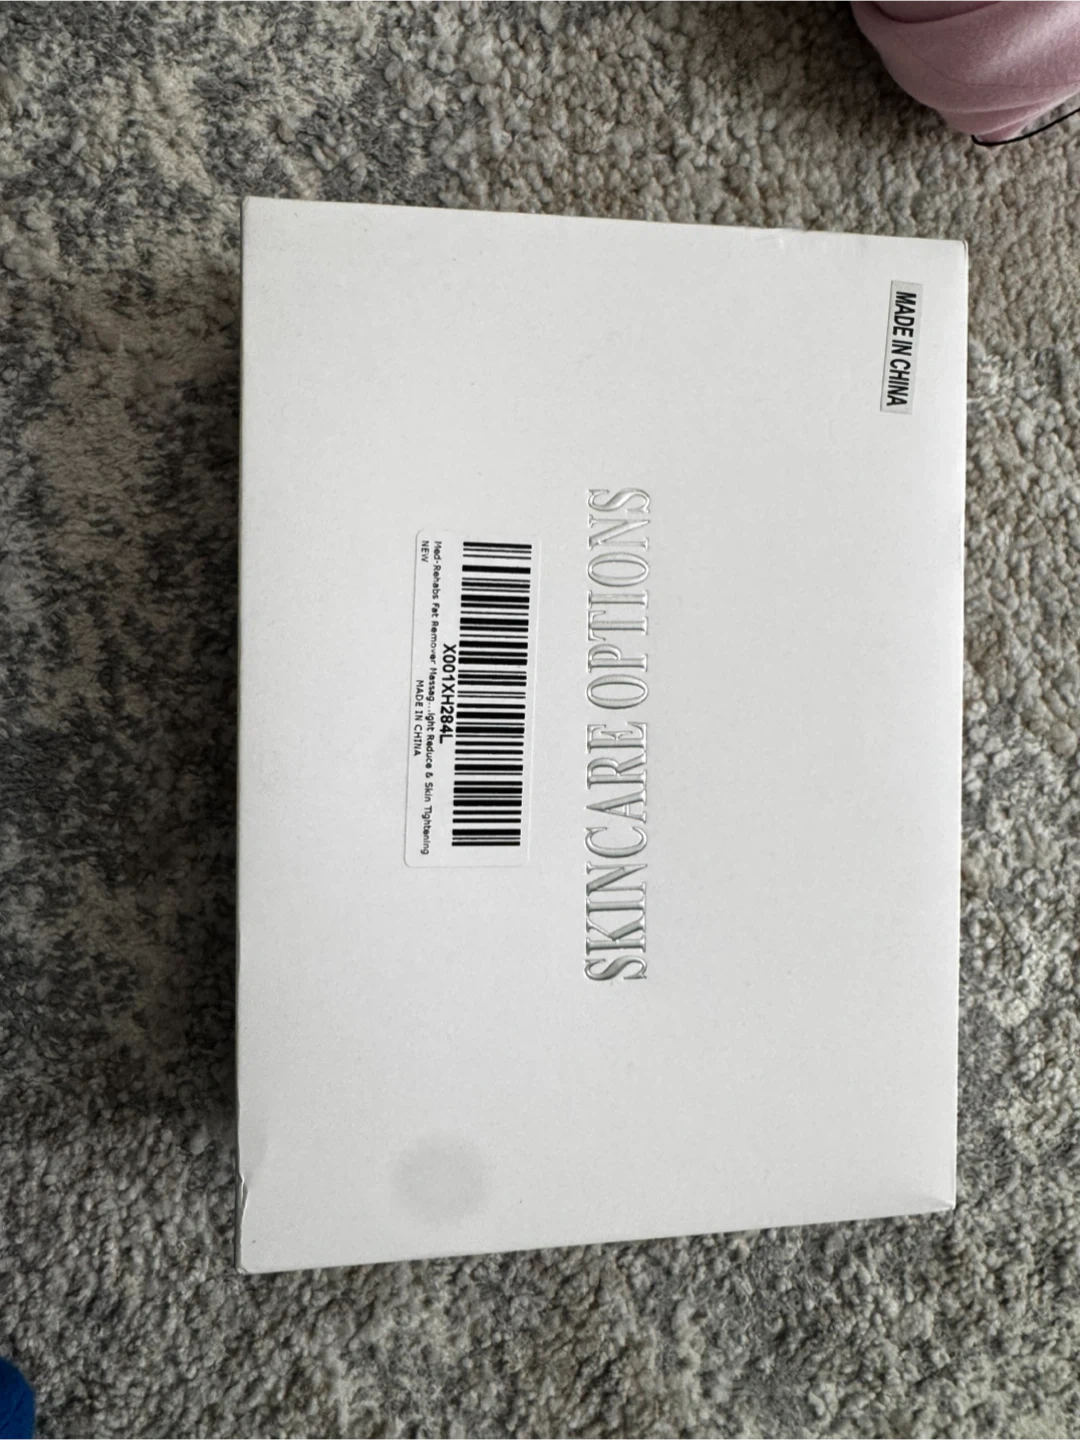 MADE IN CHINA
SKINCARE OPTIONS
X001XH284L
Med-Rehabs Fat Remover Massag...ight Reduce & Skin Tightening
NEW
MADE IN CHINA